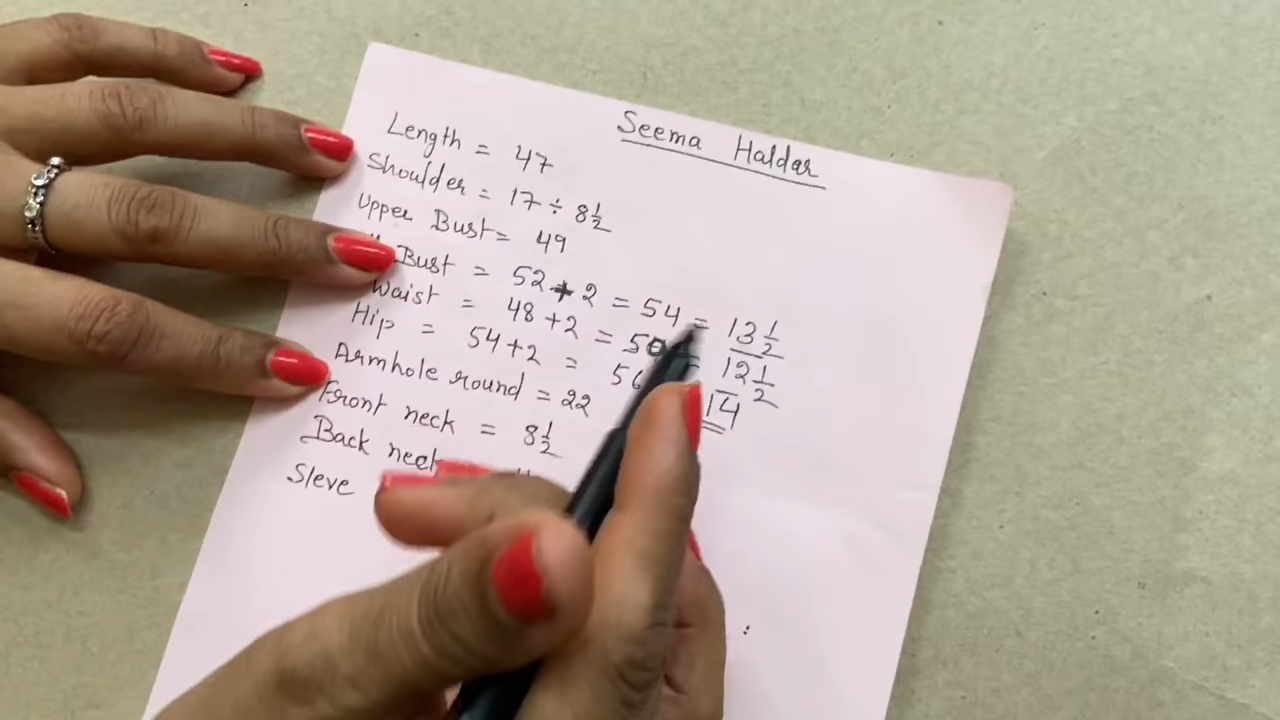 Seema Haldar
Length = 47
Shoulder = 17 ÷ 8½
Upper Bust = 49
Bust = 52 + 2 = 54 = 13½
Waist = 48 + 2 = 50 = 12½
Hip = 54 + 2 = 56 14
Armhole round = 22
Front neck = 8½
Back neck
Sleve